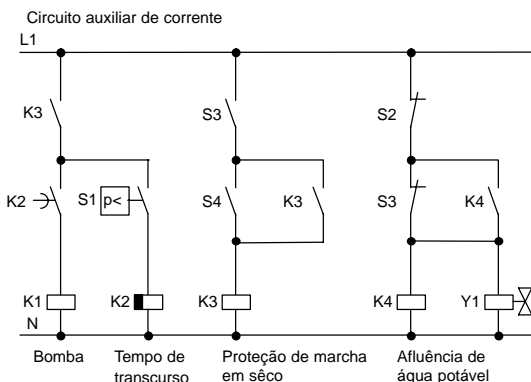 Circuito auxiliar de corrente
L1
K3
S3
S2
K2
S1
p<
S4
K3
S3
K4
K1
K2
K3
K4
Y1
N
Bomba
Tempo de
transcurso
Proteção de marcha
em sêco
Afluência de
água potável